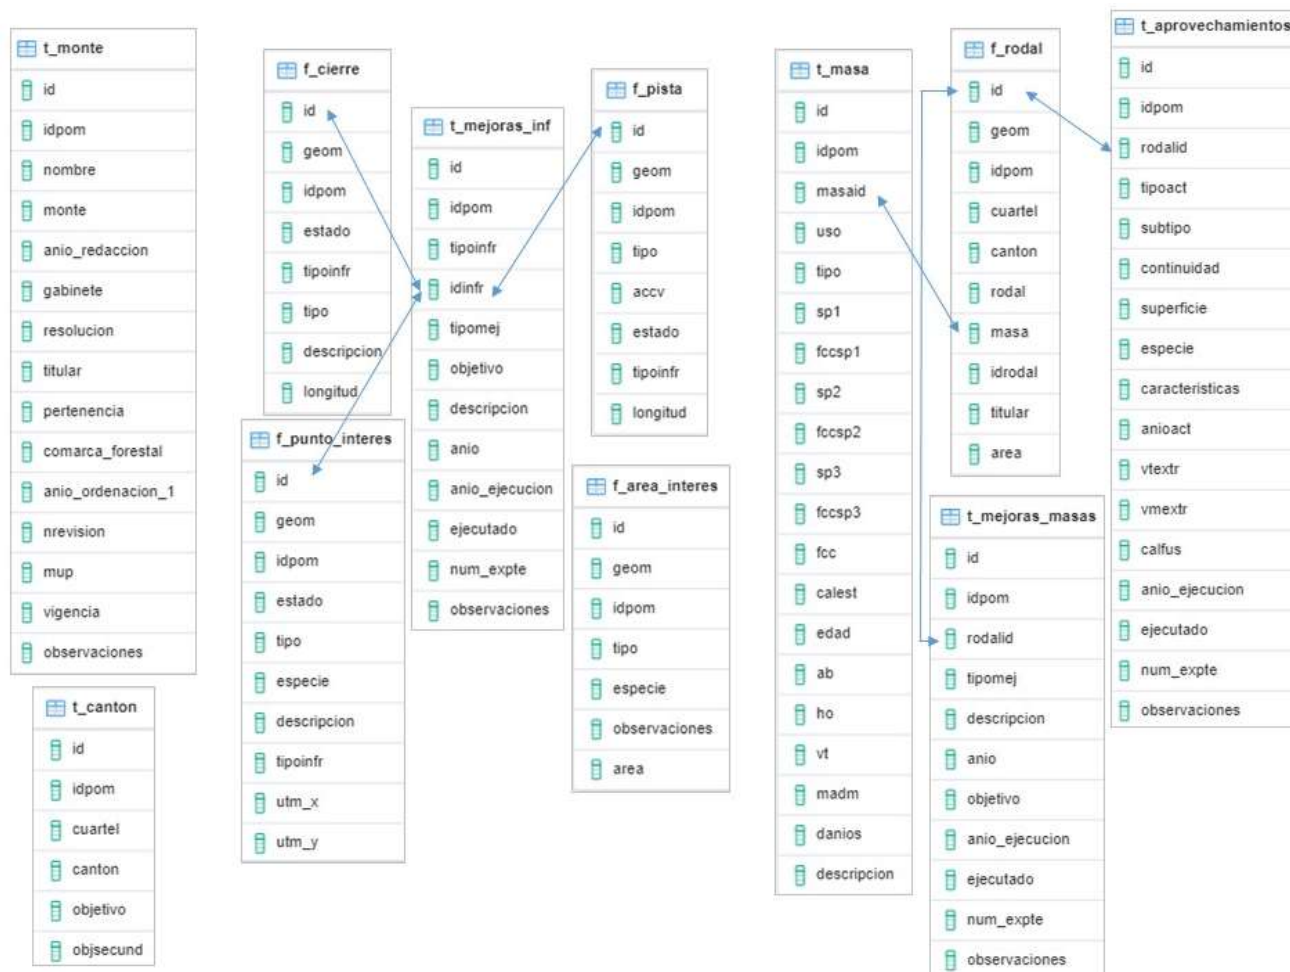 t_monte
id
idpom
nombre
monte
anio_redaccion
gabinete
resolucion
titular
pertenencia
comarca_forestal
anio_ordenacion_1
nrevision
mup
vigencia
observaciones
t_canton
id
idpom
cuartel
canton
objetivo
objsecund
f_cierre
id
geom
idpom
estado
tipoinfr
tipo
descripcion
longitud
f_punto_interes
id
geom
idpom
estado
tipo
especie
descripcion
tipoinfr
utm_x
utm_y
t_mejoras_inf
id
idpom
tipoinfr
idinfr
tipomej
objetivo
descripcion
anio
anio_ejecucion
ejecutado
num_expte
observaciones
f_pista
id
geom
idpom
tipo
accv
estado
tipoinfr
longitud
f_area_interes
id
geom
idpom
tipo
especie
observaciones
area
t_masa
id
idpom
masaid
uso
tipo
sp1
fccsp1
sp2
fccsp2
sp3
fccsp3
fcc
calest
edad
ab
ho
vt
madm
danios
descripcion
f_rodal
id
geom
idpom
cuartel
canton
rodal
masa
idrodal
titular
area
t_mejoras_masas
id
idpom
rodalid
tipomej
descripcion
anio
objetivo
anio_ejecucion
ejecutado
num_expte
observaciones
t_aprovechamientos
id
idpom
rodalid
tipoact
subtipo
continuidad
superficie
especie
caracteristicas
anioact
vtextr
vmextr
calfus
anio_ejecucion
ejecutado
num_expte
observaciones